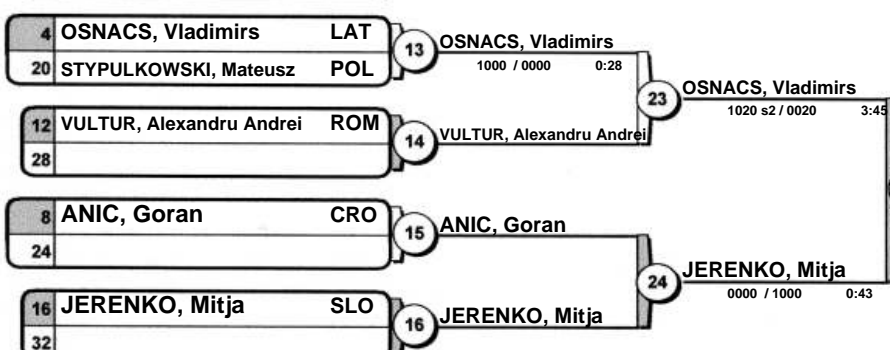 4 OSNACS, Vladimirs LAT
20 STYPULKOWSKI, Mateusz POL
13 OSNACS, Vladimirs
1000 / 0000 0:28
12 VULTUR, Alexandru Andrei ROM
28
14 VULTUR, Alexandru Andrei
23 OSNACS, Vladimirs
1020 s2 / 0020 3:45
8 ANIC, Goran CRO
24
15 ANIC, Goran
16 JERENKO, Mitja SLO
32
16 JERENKO, Mitja
24 JERENKO, Mitja
0000 / 1000 0:43